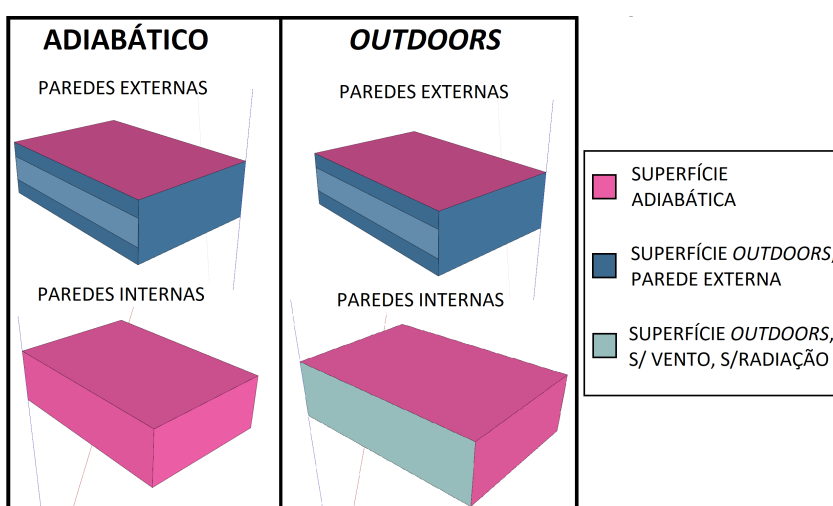 ADIABÁTICO
PAREDES EXTERNAS
PAREDES INTERNAS
OUTDOORS
PAREDES EXTERNAS
PAREDES INTERNAS
SUPERFÍCIE
ADIABÁTICA
SUPERFÍCIE OUTDOORS,
PAREDE EXTERNA
SUPERFÍCIE OUTDOORS,
S/ VENTO, S/RADIAÇÃO